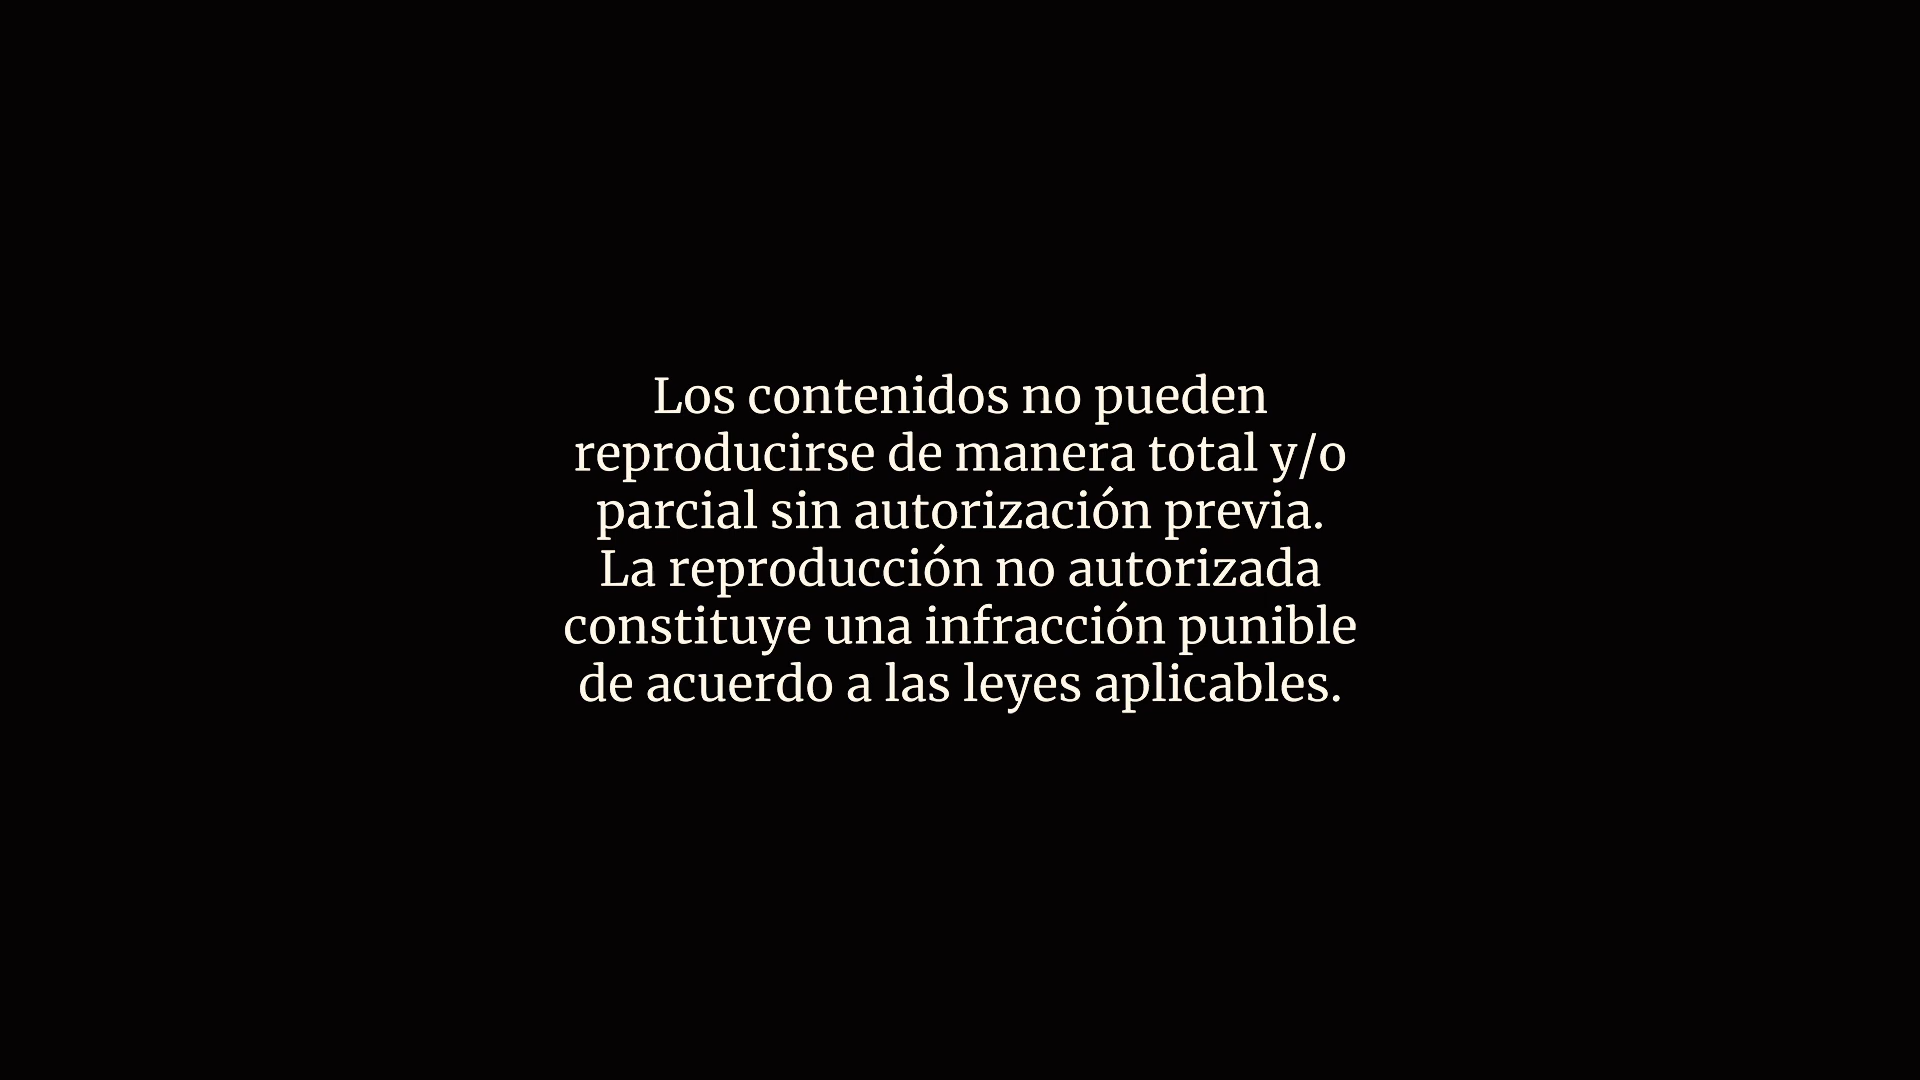 Los contenidos no pueden
reproducirse de manera total y/o
parcial sin autorización previa.
La reproducción no autorizada
constituye una infracción punible
de acuerdo a las leyes aplicables.